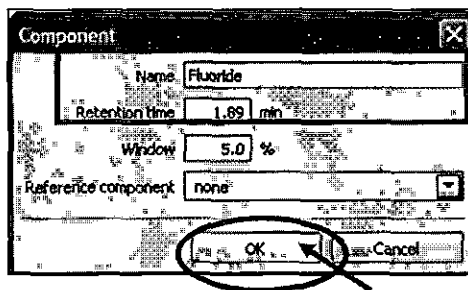 Component
Name Fluoride
Retention time 1.89 min
Window 5.0 %
Reference component none
OK Cancel